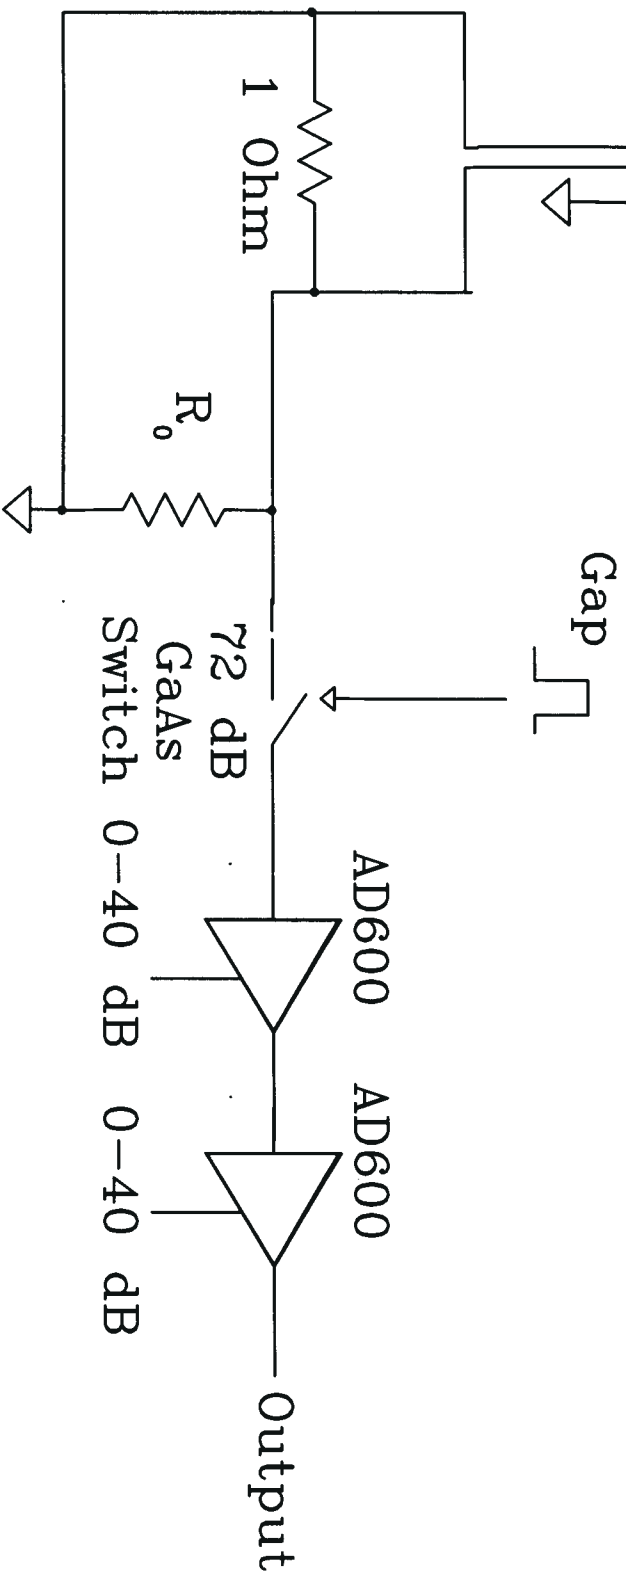 1 Ohm
R₀
Gap
72 dB
GaAs
Switch
AD600
0-40 dB
AD600
0-40 dB
Output